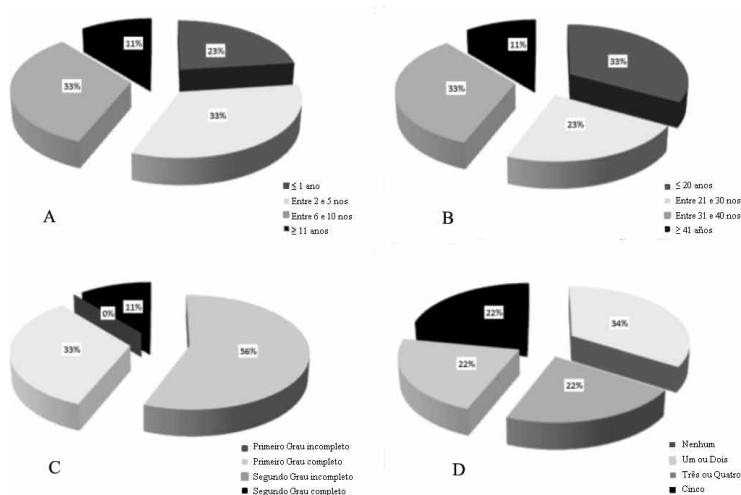 11%
23%
33%
33%
≤ 1 ano
Entre 2 e 5 nos
Entre 6 e 10 nos
≥ 11 anos
A
11%
33%
33%
23%
≤ 20 anos
Entre 21 e 30 nos
Entre 31 e 40 nos
≥ 41 años
B
11%
0%
33%
56%
Primeiro Grau incompleto
Primeiro Grau completo
Segundo Grau incompleto
Segundo Grau completo
C
22%
34%
22%
22%
Nenhum
Um ou Dois
Três ou Quatro
Cinco
D